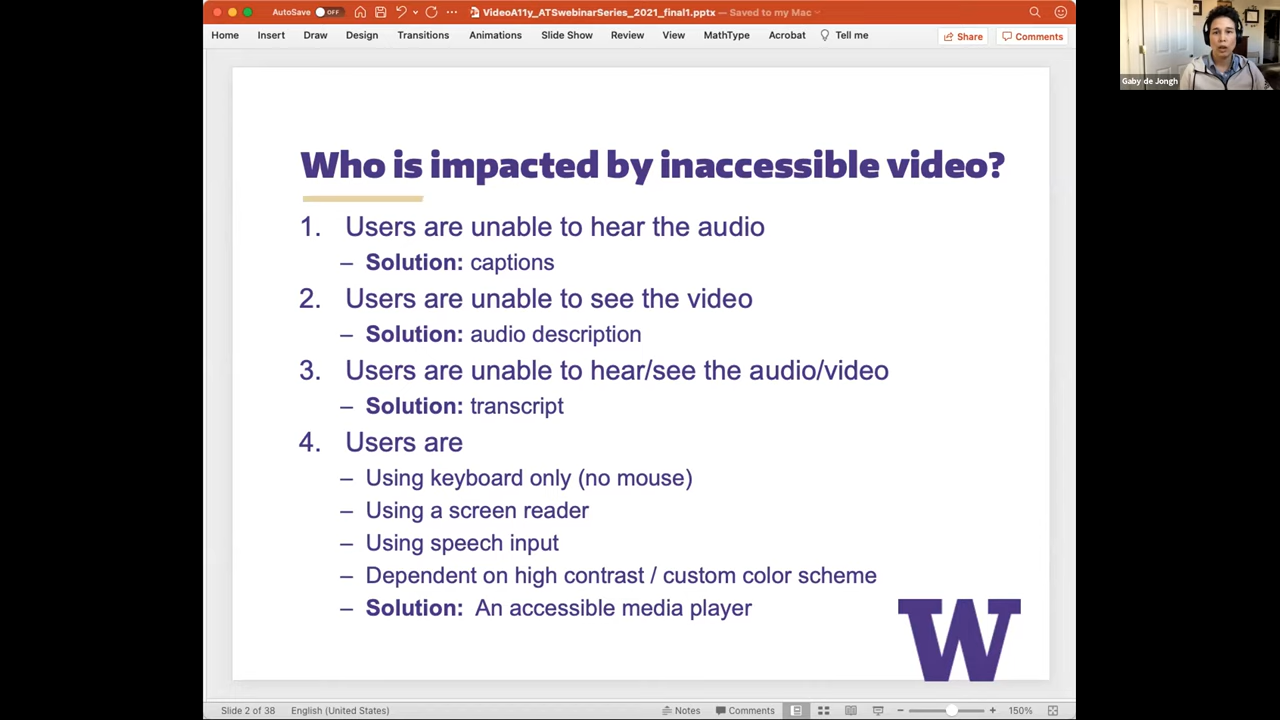 AutoSave OFF VideoA11y_ATSwebinarSeries_2021_final1.pptx — Saved to my Mac
Home Insert Draw Design Transitions Animations Slide Show Review View MathType Acrobat Tell me Share Comments
Gaby de Jongh
Who is impacted by inaccessible video?
1. Users are unable to hear the audio
– Solution: captions
2. Users are unable to see the video
– Solution: audio description
3. Users are unable to hear/see the audio/video
– Solution: transcript
4. Users are
– Using keyboard only (no mouse)
– Using a screen reader
– Using speech input
– Dependent on high contrast / custom color scheme
– Solution: An accessible media player
W
Slide 2 of 38 English (United States) Notes Comments 150%